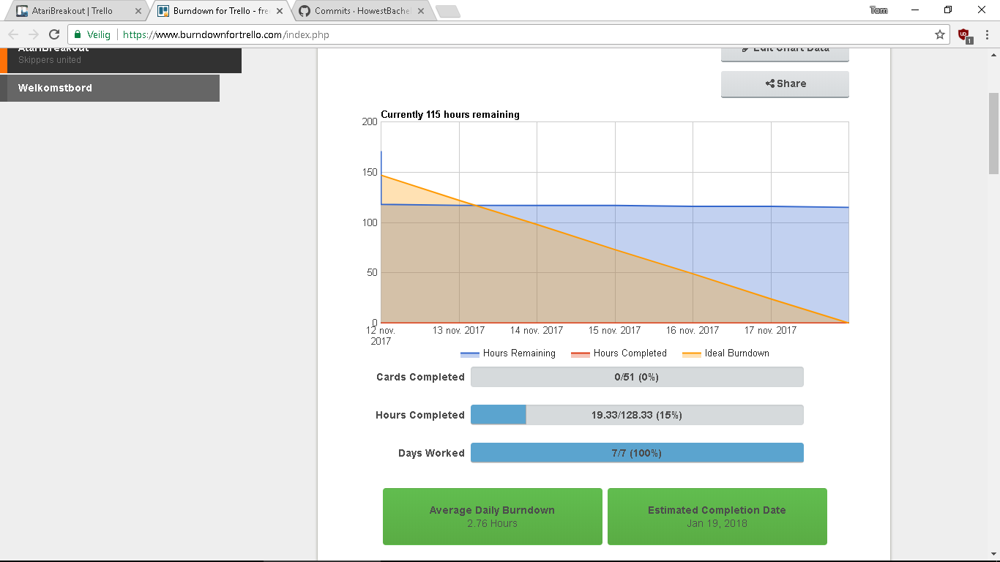 AtariBreakout | Trello
Burndown for Trello - fre
Commits · HowestBachel
Tom
Veilig
https://www.burndownfortrello.com/index.php
1
AtariBreakout
Skippers united
Welkomstbord
Edit Chart Data
Share
Currently 115 hours remaining
200
150
100
50
0
12 nov. 2017
13 nov. 2017
14 nov. 2017
15 nov. 2017
16 nov. 2017
17 nov. 2017
Hours Remaining
Hours Completed
Ideal Burndown
Cards Completed
0/51 (0%)
Hours Completed
19.33/128.33 (15%)
Days Worked
7/7 (100%)
Average Daily Burndown
2.76 Hours
Estimated Completion Date
Jan 19, 2018